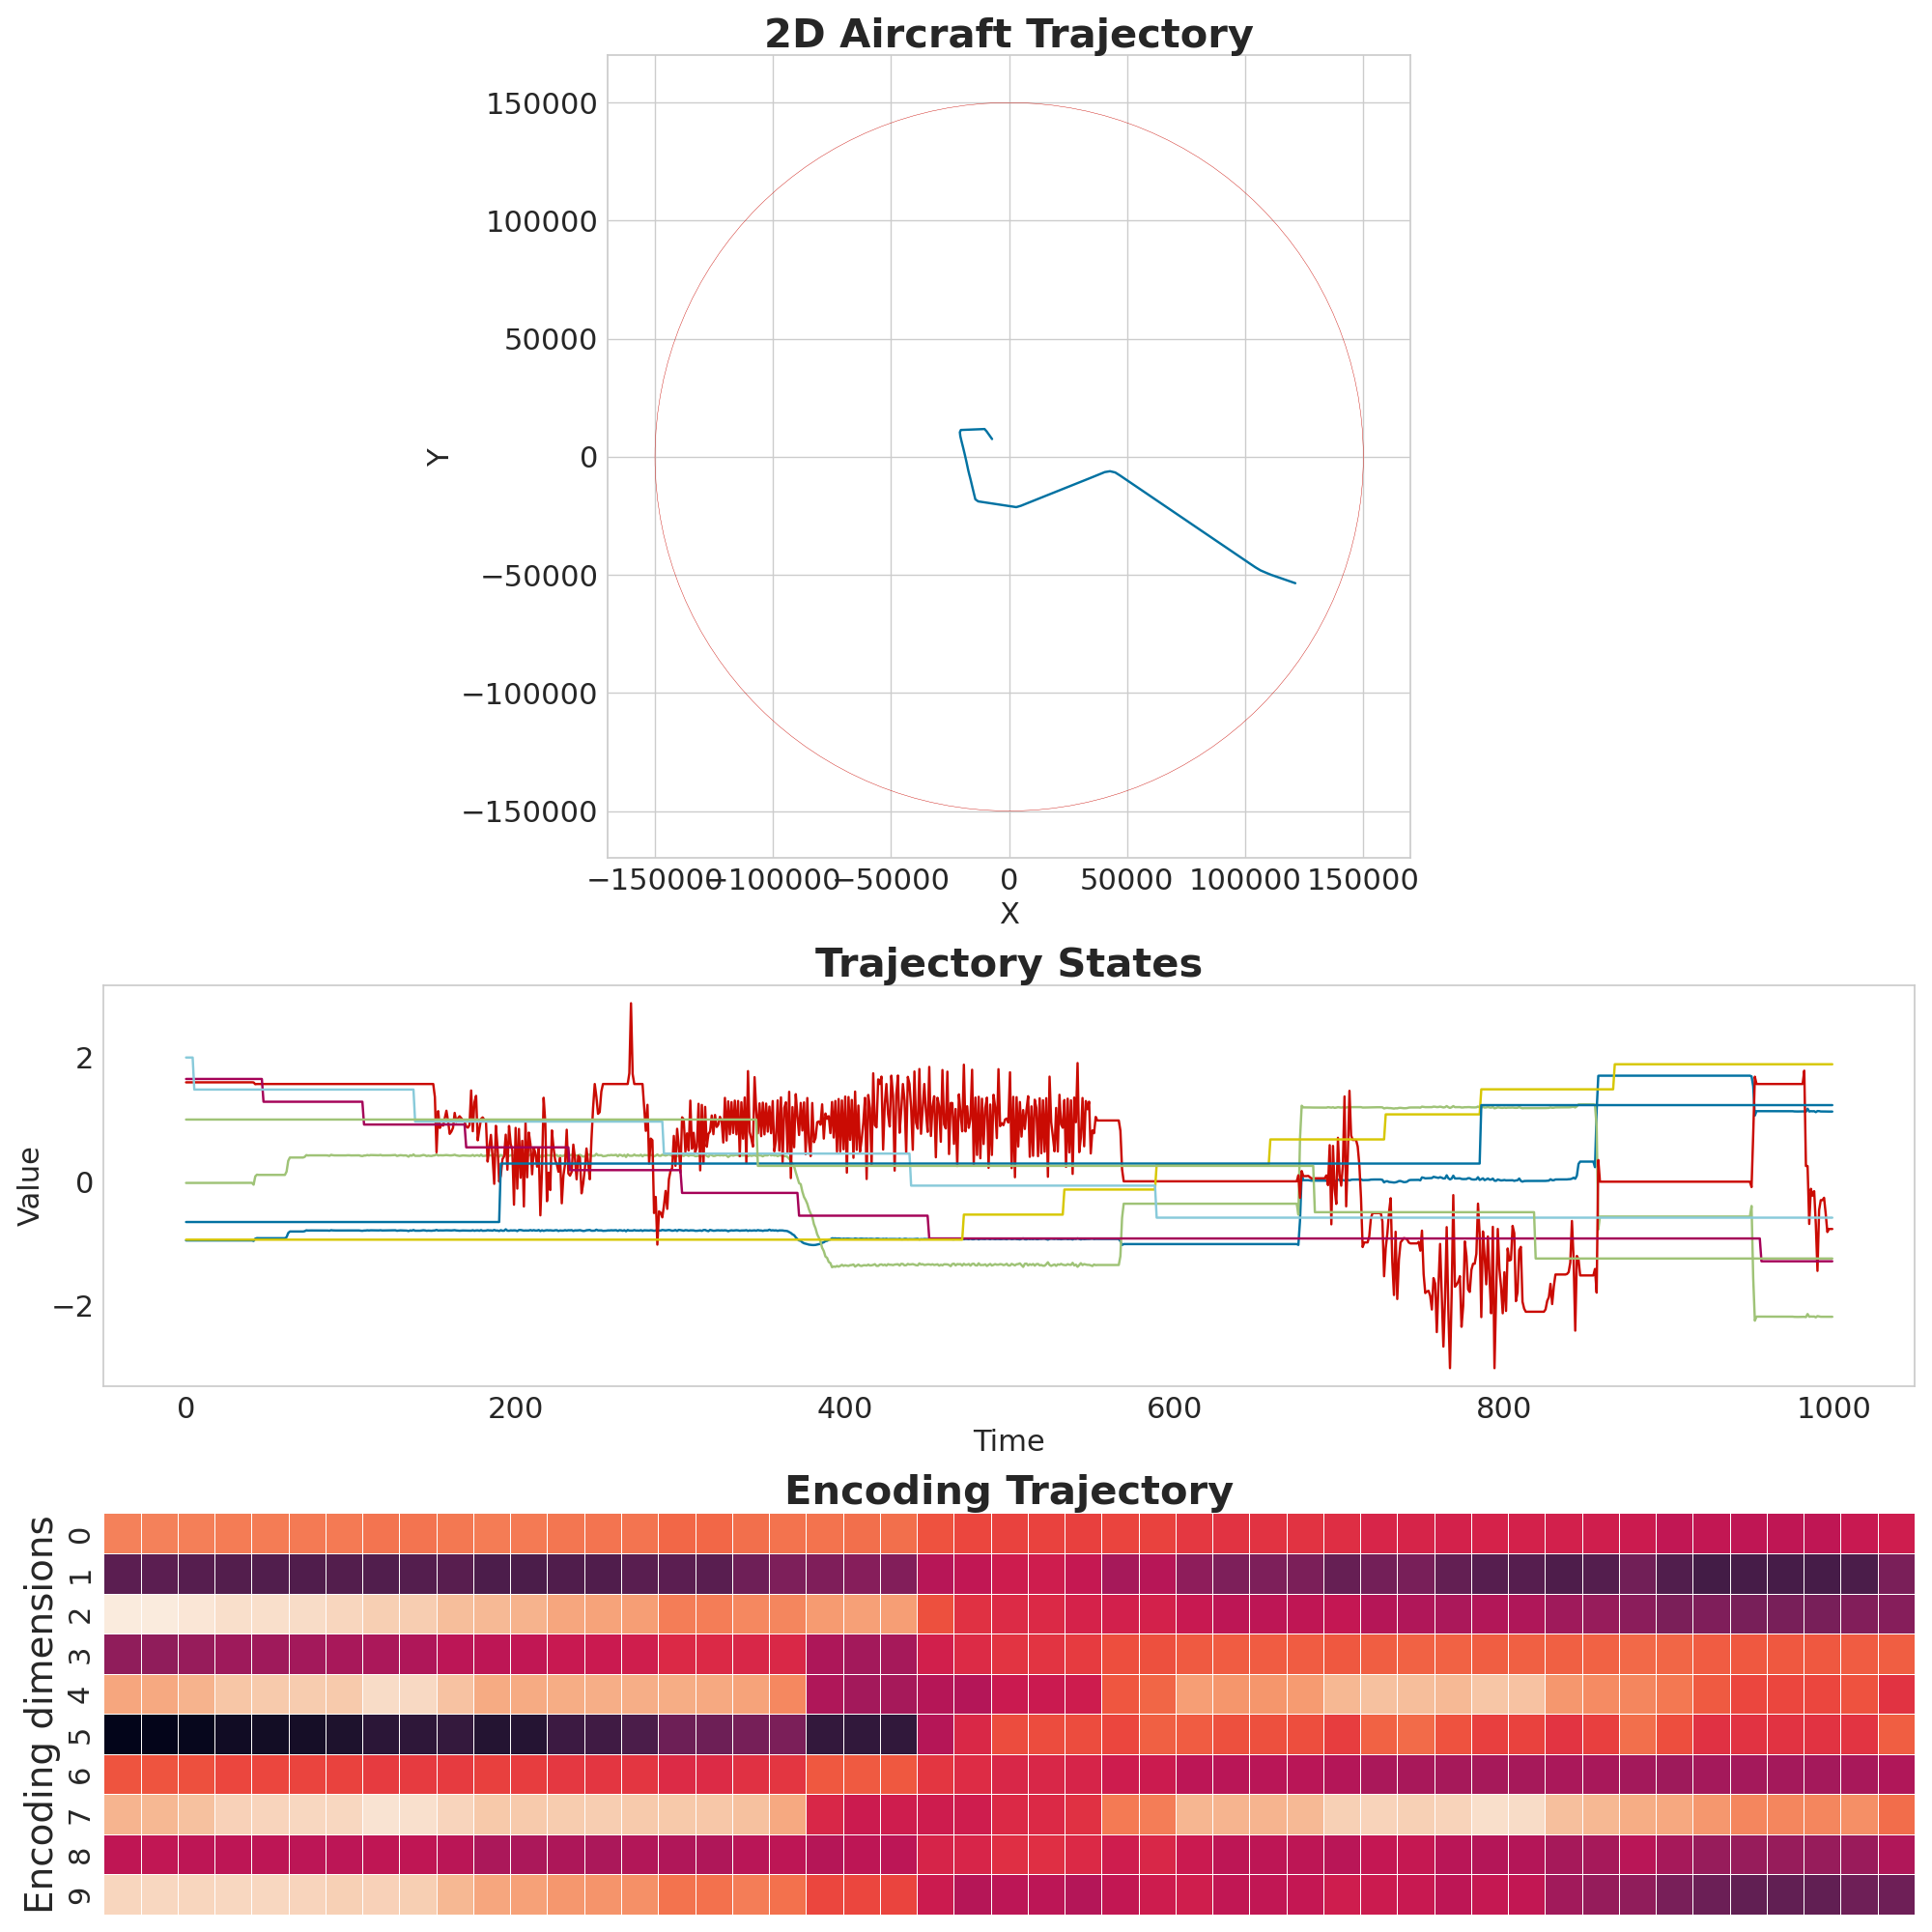 2D Aircraft Trajectory
150000
100000
50000
0
−50000
−100000
−150000
Y
−150000 −100000 −50000 0 50000 100000 150000
X
Trajectory States
2
0
−2
Value
0 200 400 600 800 1000
Time
Encoding Trajectory
0
1
2
3
4
5
6
7
8
9
Encoding dimensions